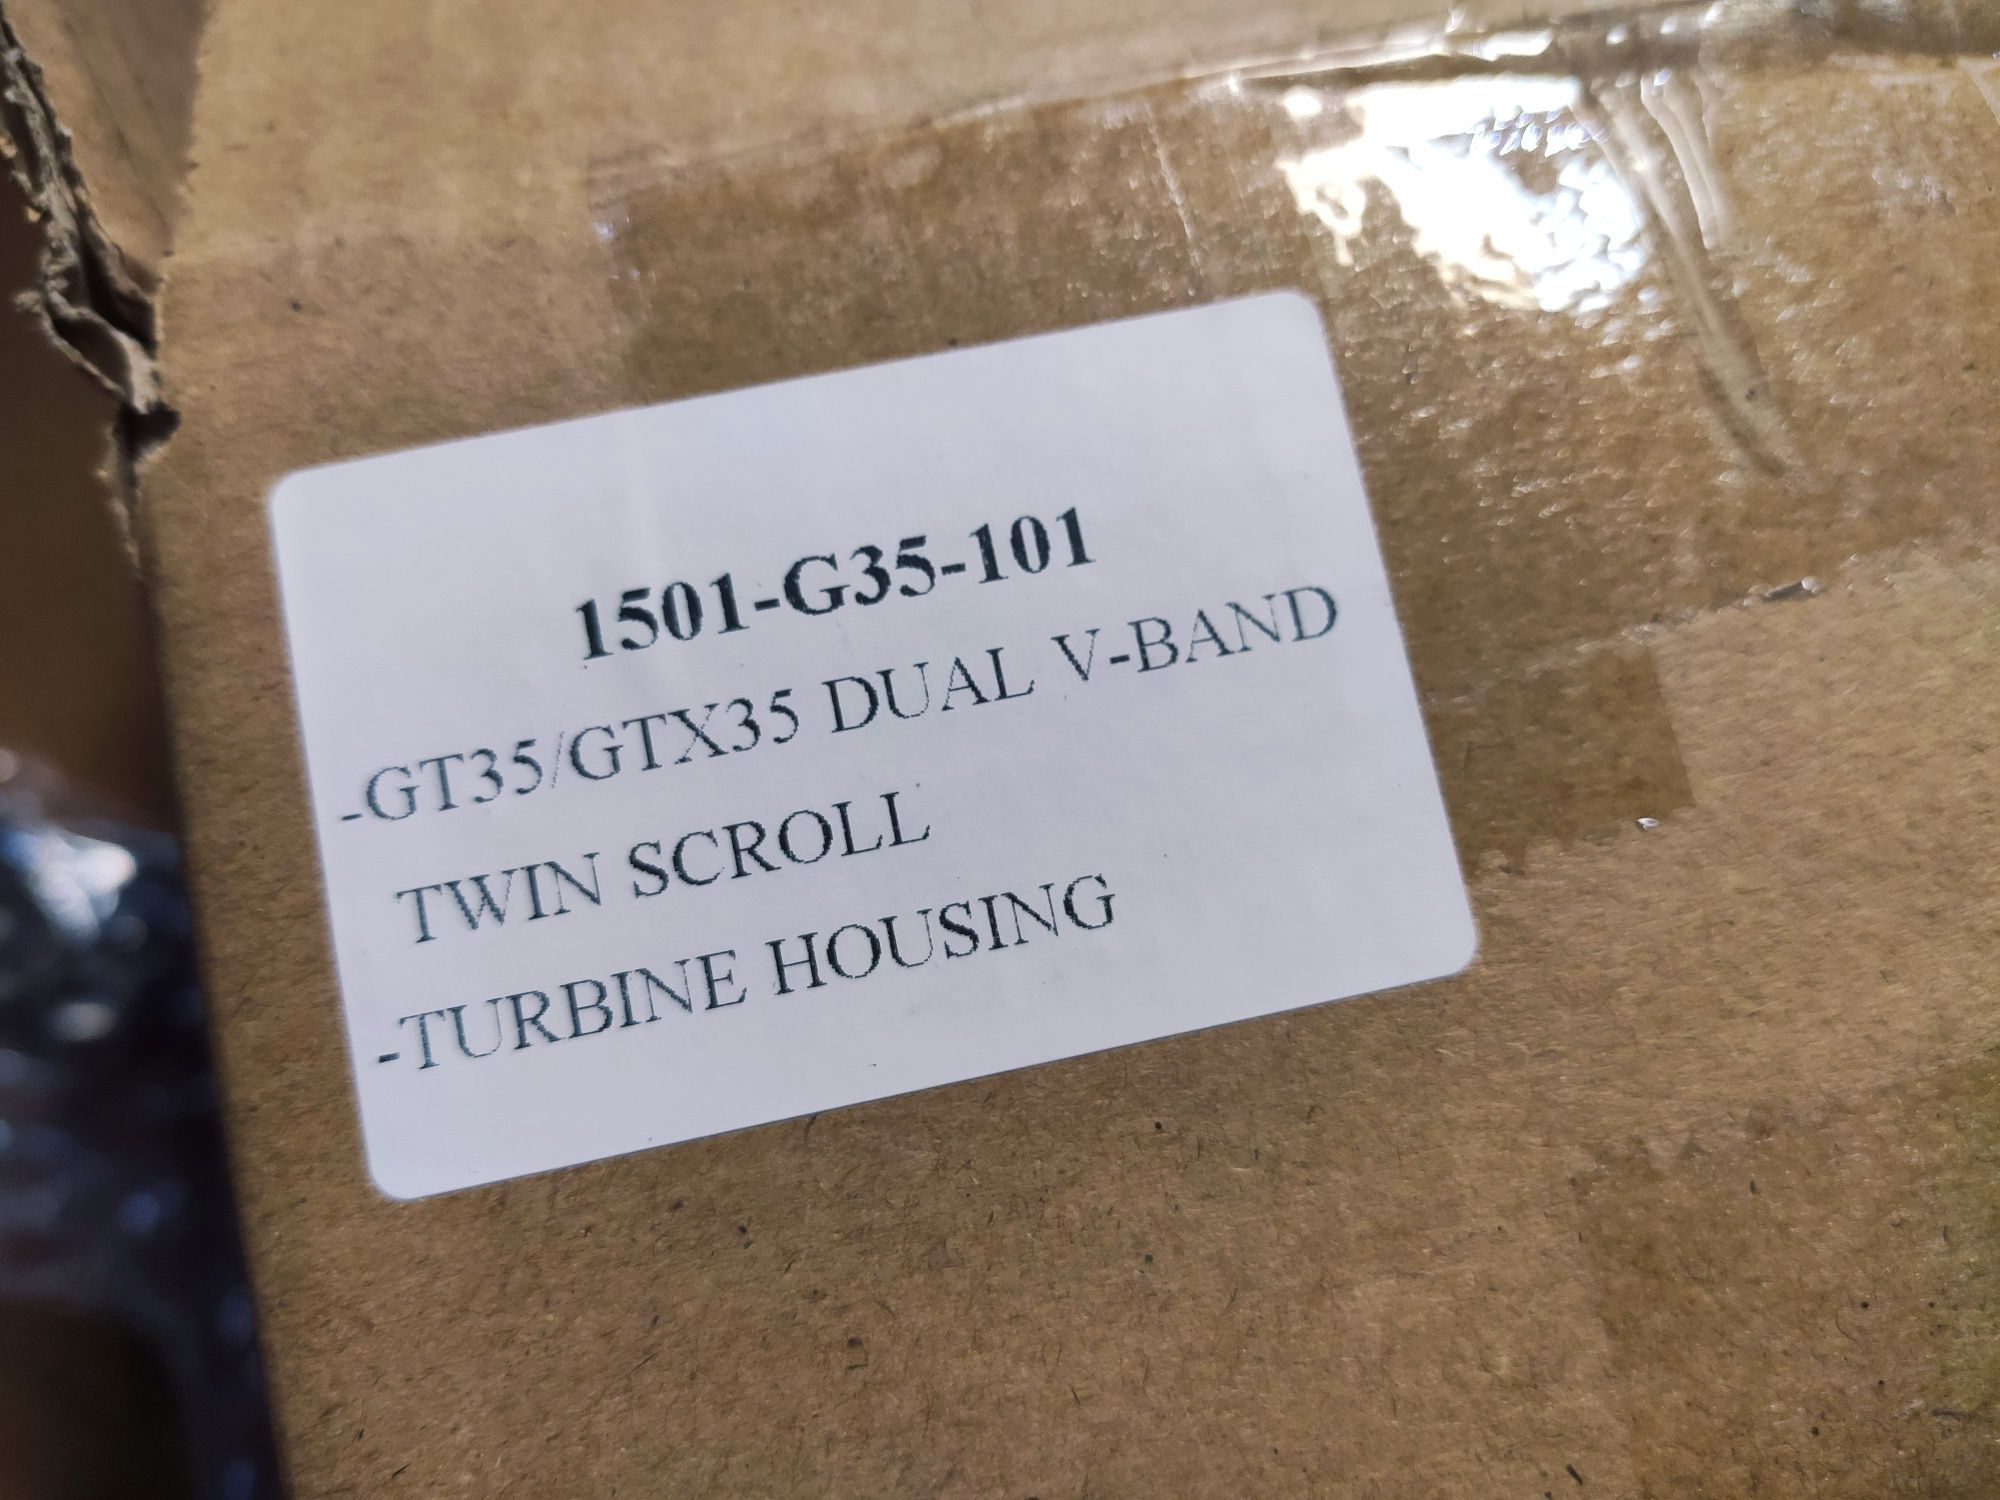 1501-G35-101
-GT35/GTX35 DUAL V-BAND
TWIN SCROLL
-TURBINE HOUSING